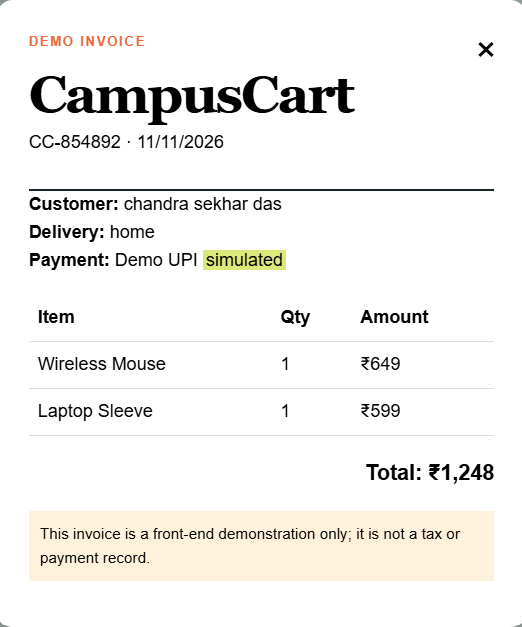 DEMO INVOICE
×
CampusCart
CC-854892 · 11/11/2026
Customer: chandra sekhar das
Delivery: home
Payment: Demo UPI simulated
Item Qty Amount
Wireless Mouse 1 ₹649
Laptop Sleeve 1 ₹599
Total: ₹1,248
This invoice is a front-end demonstration only; it is not a tax or
payment record.